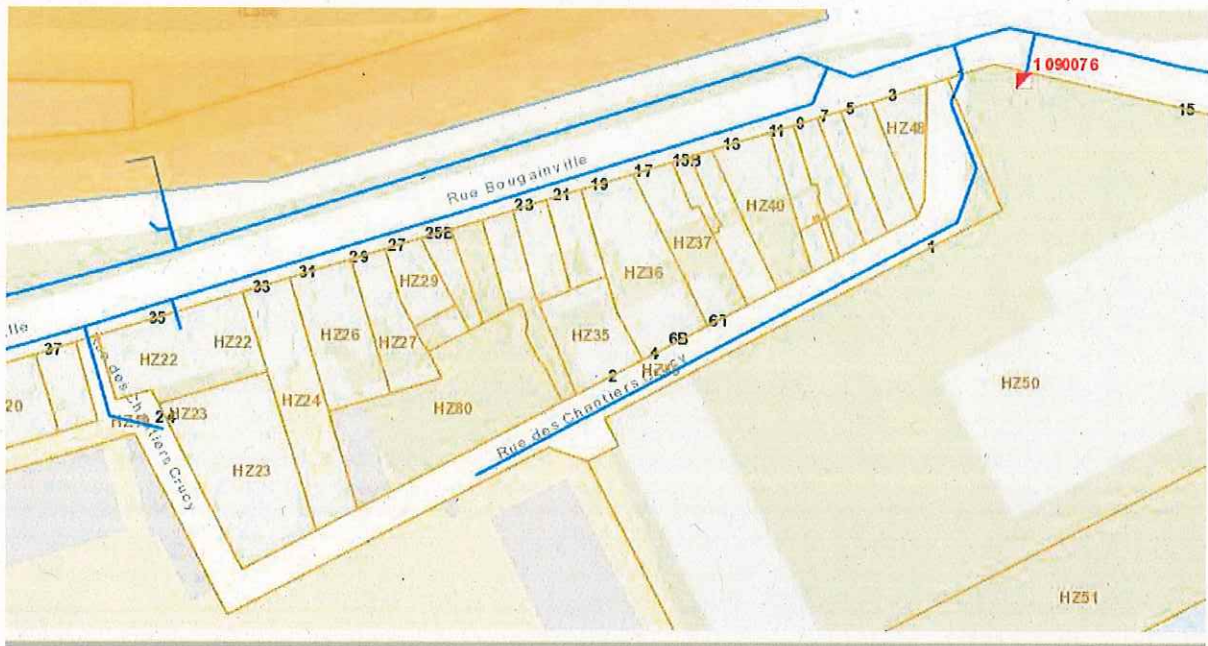 1 090076
15
3
5
7
9
11
13
15B
17
19
21
23
25B
27
29
31
33
35
37
Rue Bougainville
HZ48
HZ40
HZ37
HZ36
HZ35
HZ29
HZ27
HZ26
HZ24
HZ22
HZ22
HZ23
HZ23
HZ80
24
20
1
6T
6B
4
2
Rue des Chantiers Crucy
Rue des Chantiers Crucy
HZ50
HZ51